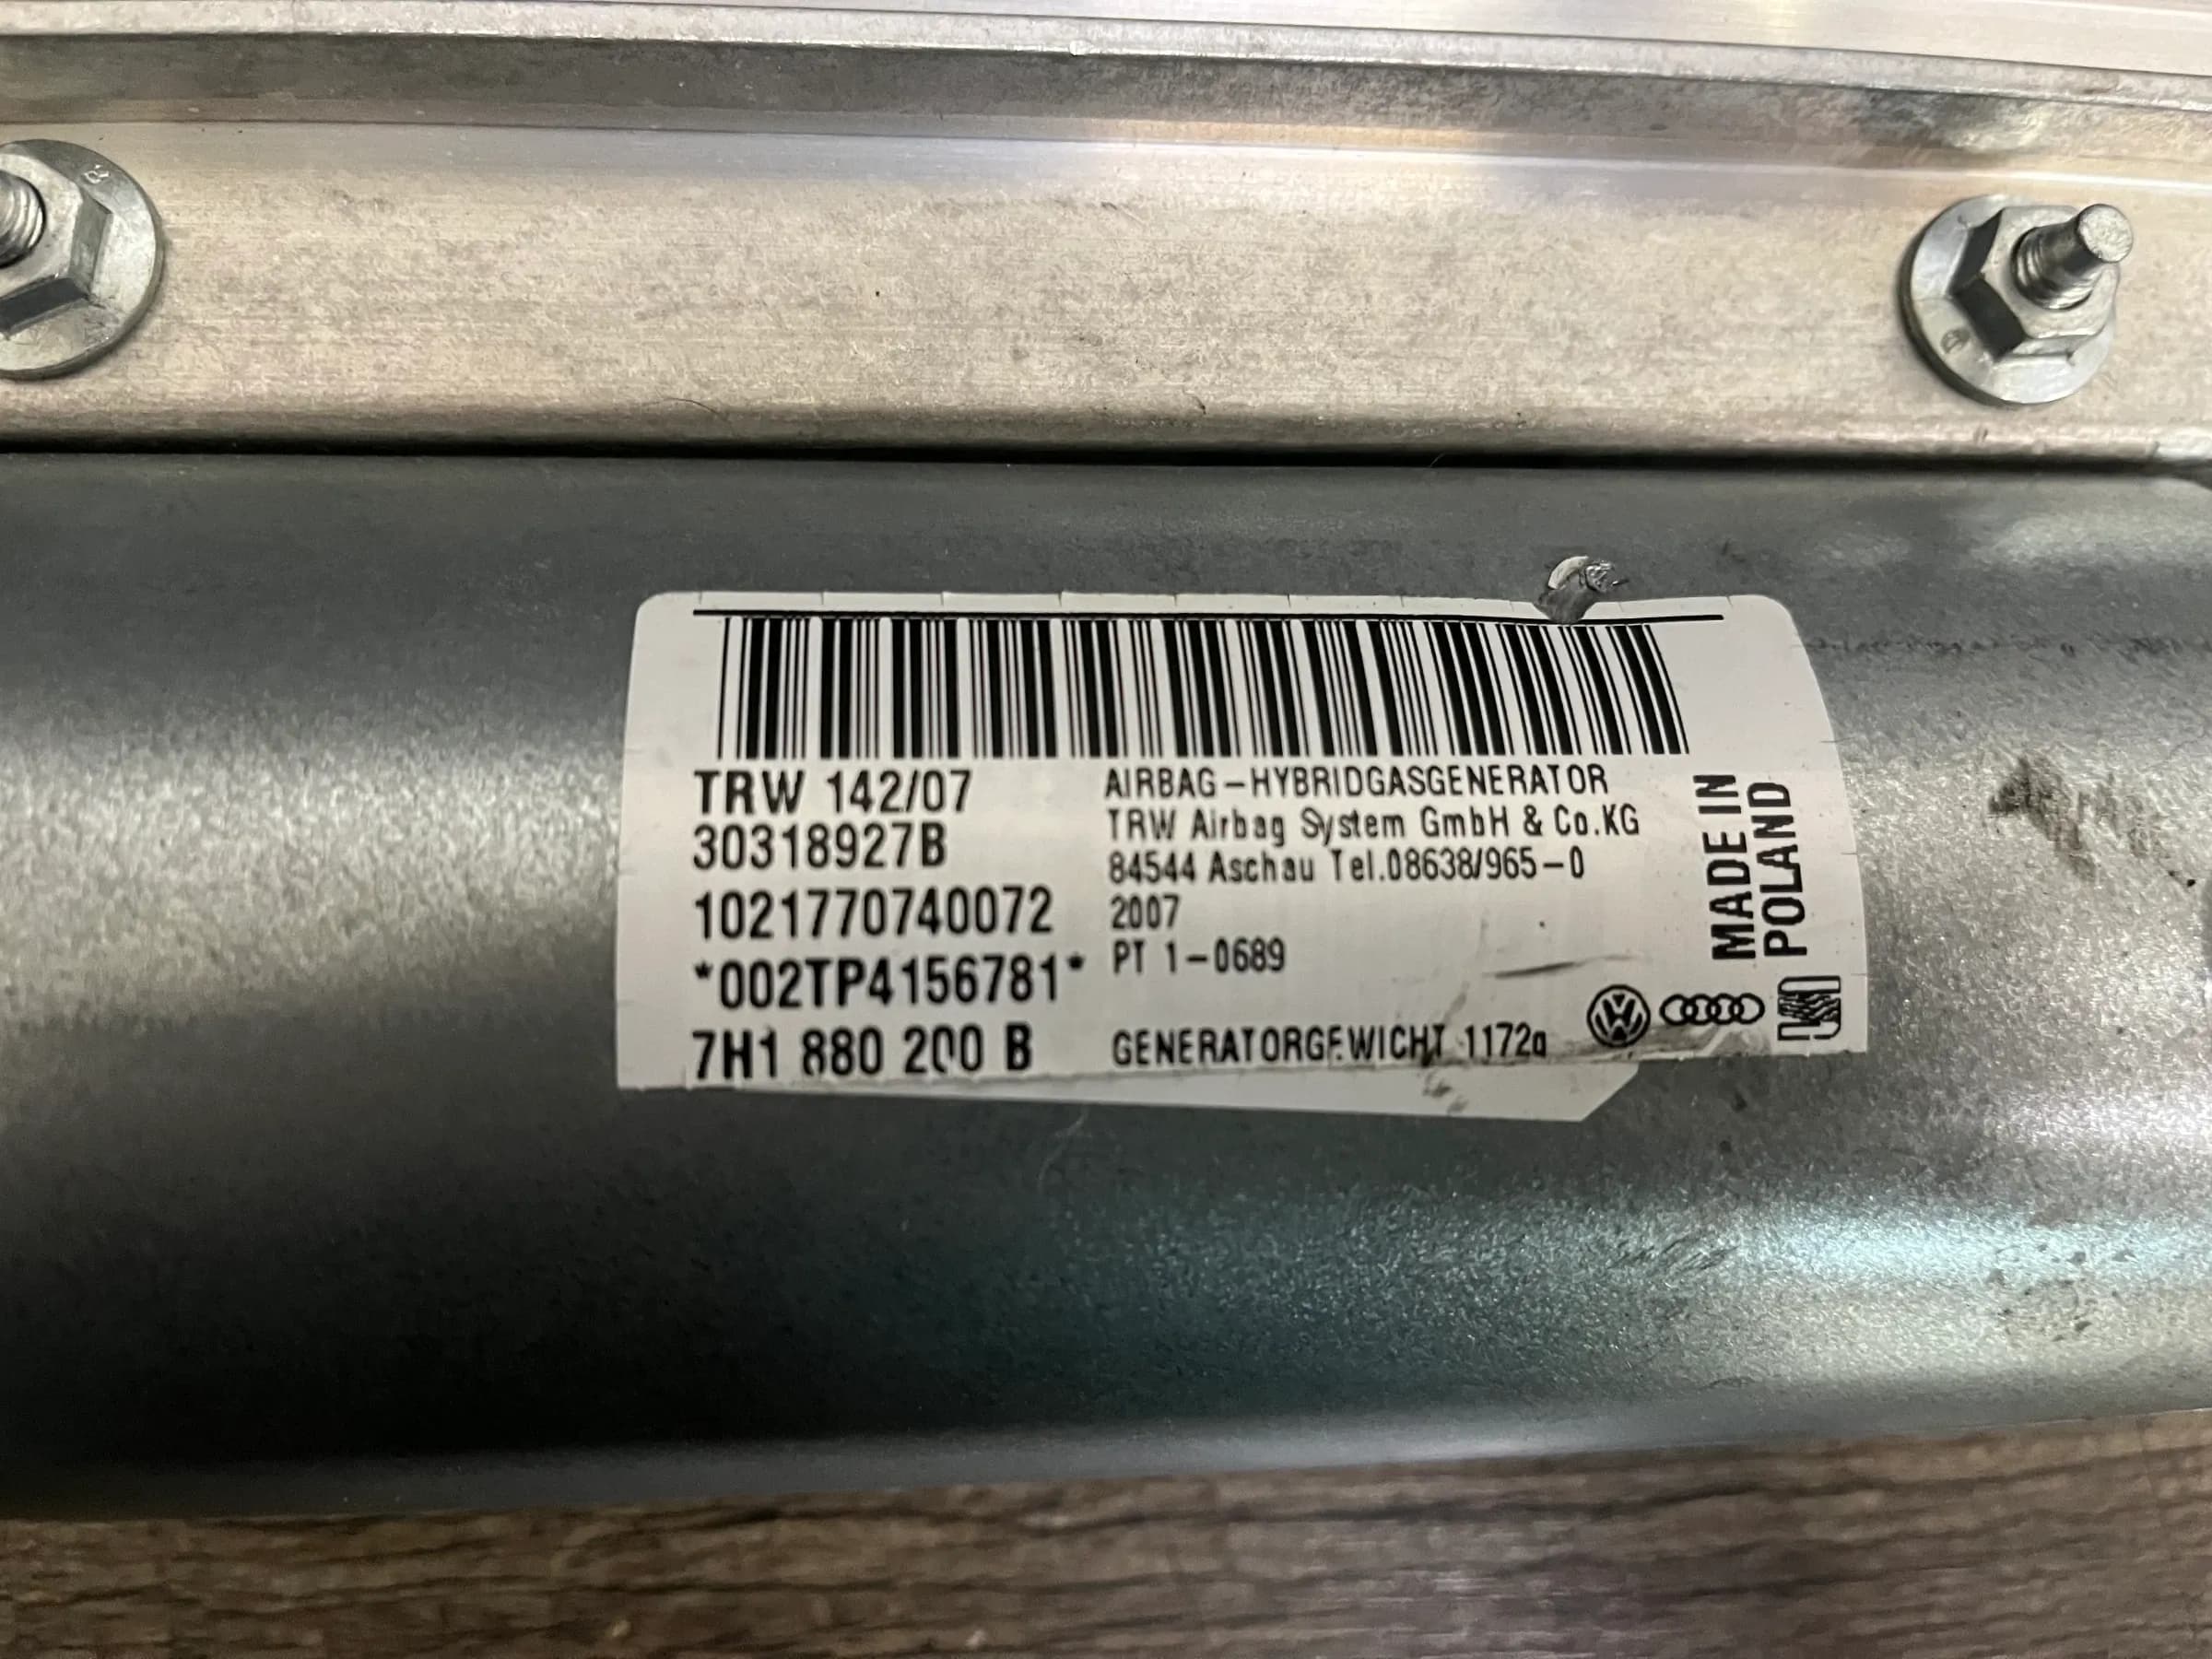 TRW 142/07
30318927B
1021770740072
*002TP4156781*
7H1 880 200 B
AIRBAG-HYBRIDGASGENERATOR
TRW Airbag System GmbH & Co.KG
84544 Aschau Tel.08638/965-0
2007
PT 1-0689
GENERATORGEWICHT 1172g
MADE IN
POLAND
8